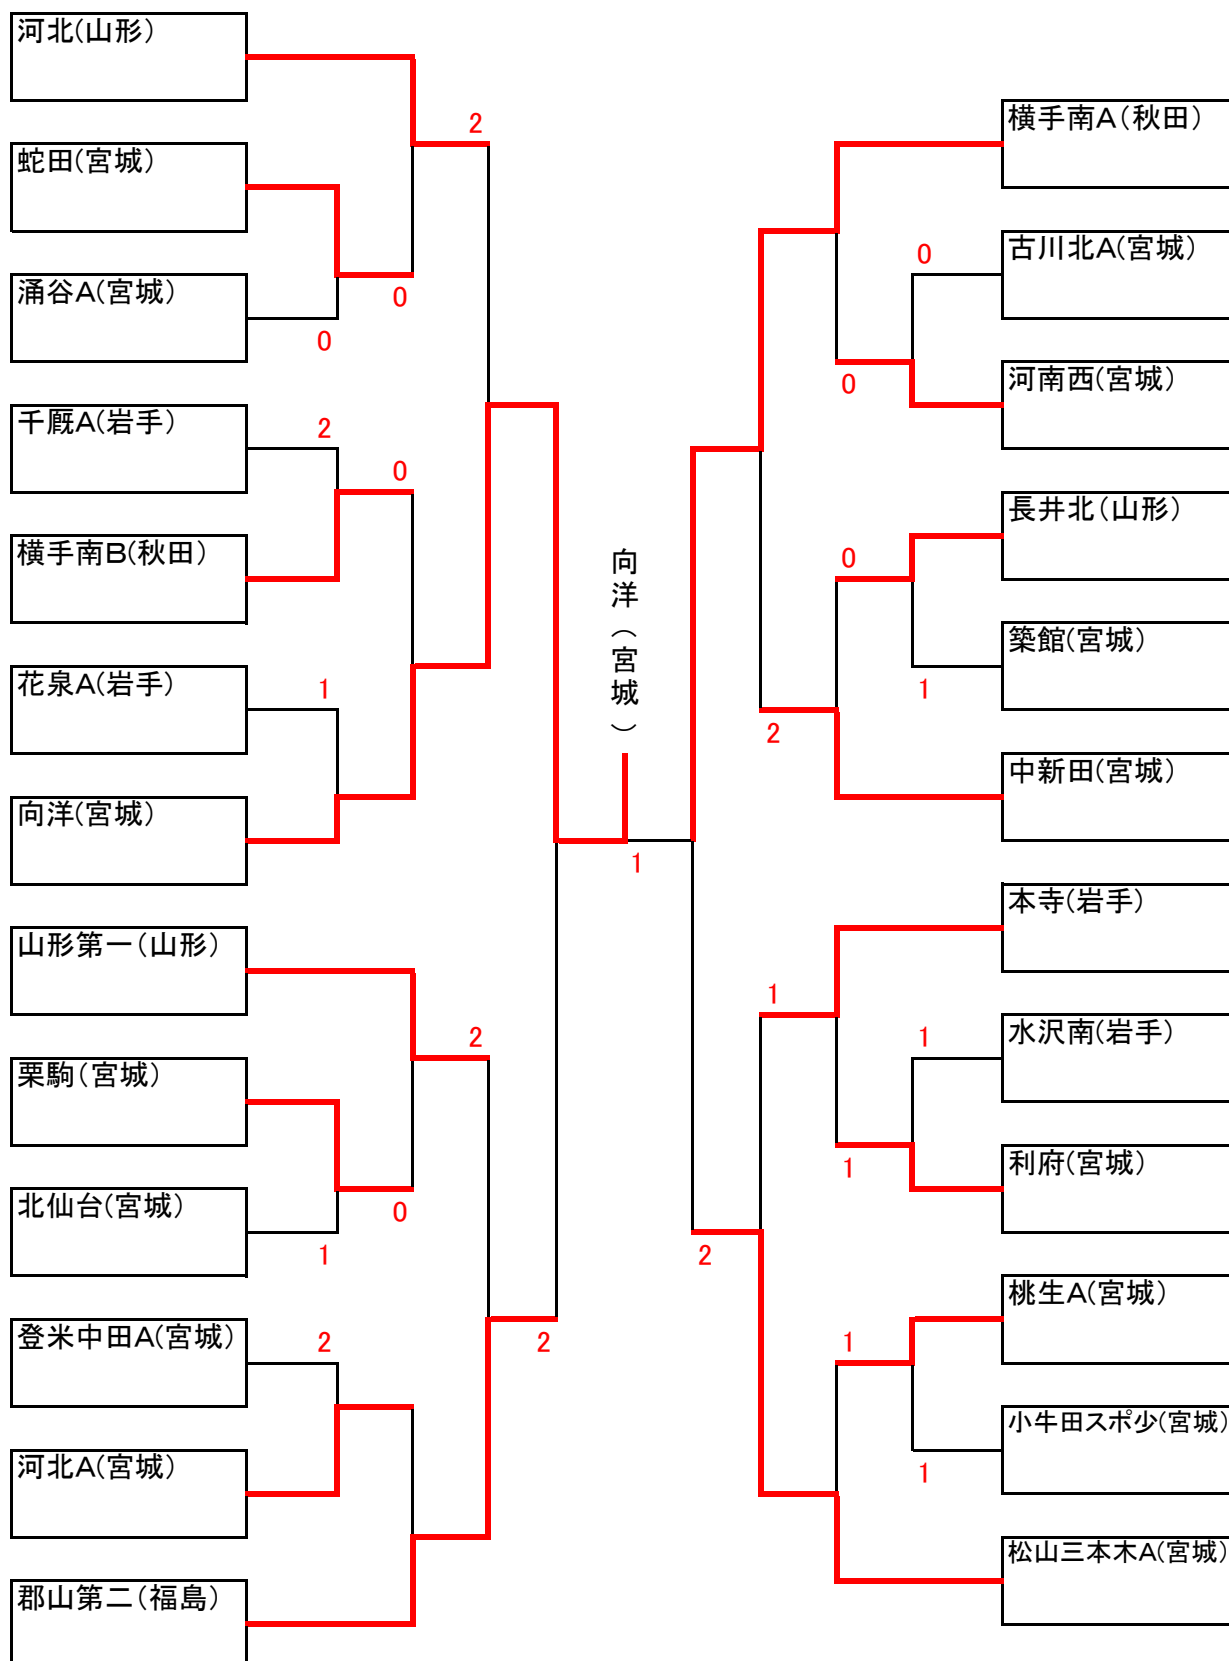 河北(山形)
2
蛇田(宮城)
涌谷A(宮城)
0
0
千厩A(岩手)
2
0
横手南B(秋田)
花泉A(岩手)
1
向洋(宮城)
山形第一(山形)
2
栗駒(宮城)
北仙台(宮城)
0
1
登米中田A(宮城)
2
2
河北A(宮城)
郡山第二(福島)
向洋(宮城)
1
横手南A(秋田)
古川北A(宮城)
0
河南西(宮城)
0
長井北(山形)
0
築館(宮城)
1
2
中新田(宮城)
本寺(岩手)
1
水沢南(岩手)
1
利府(宮城)
1
2
桃生A(宮城)
1
小牛田スポ少(宮城)
1
松山三本木A(宮城)